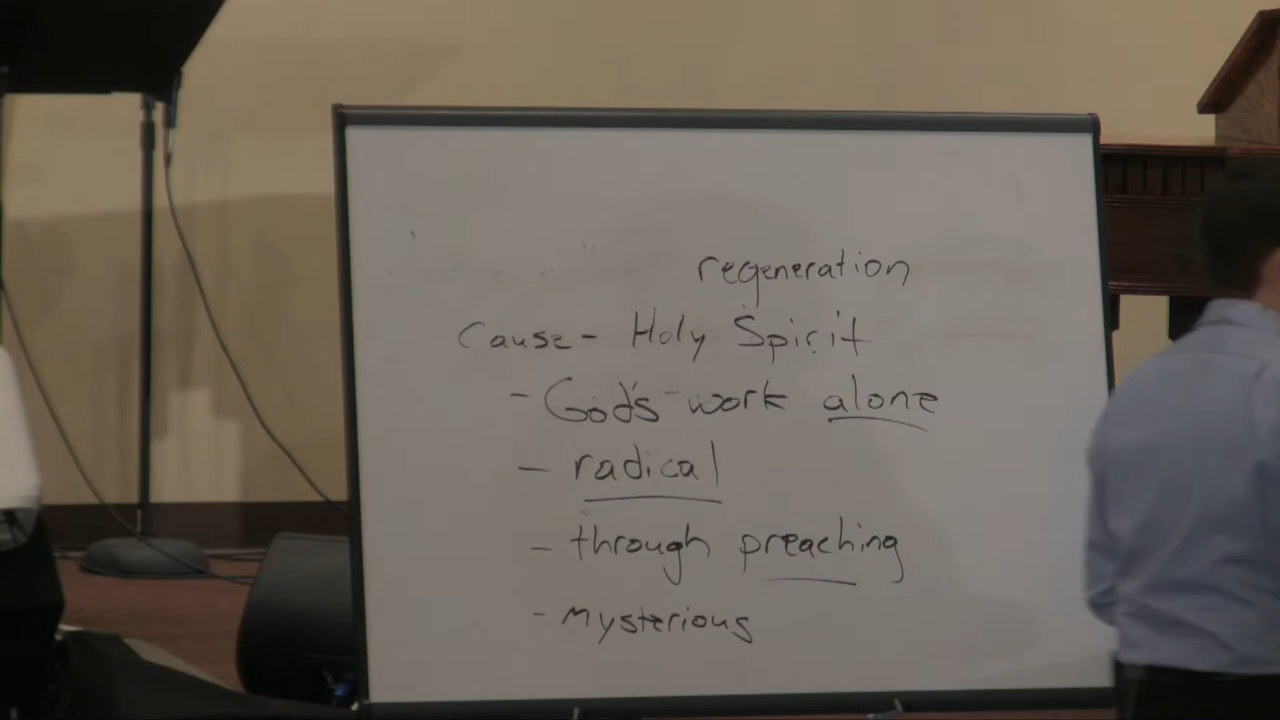 regeneration
Cause- Holy Spirit
- God's work alone
- radical
- through preaching
- Mysterious